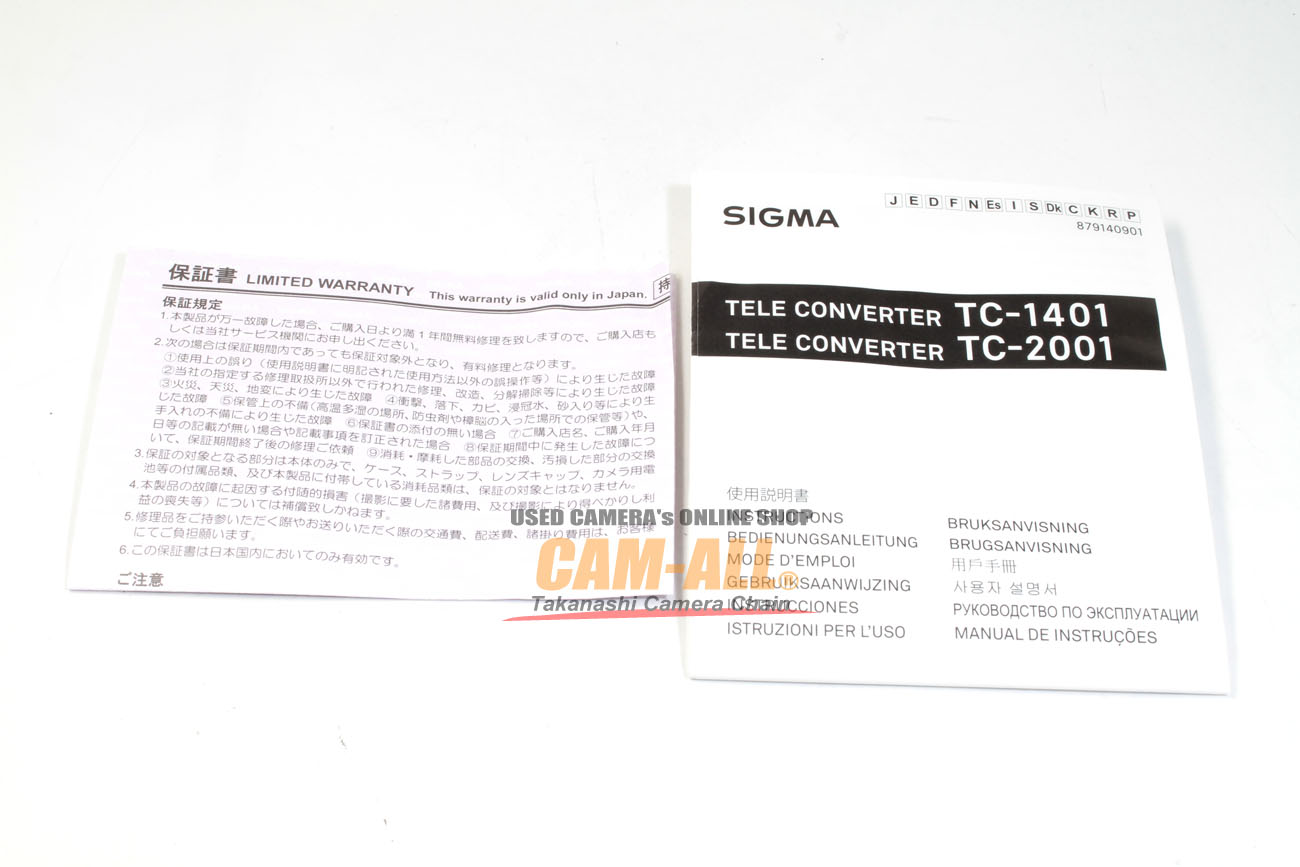 保証書 LIMITED WARRANTY This warranty is valid only in Japan. 持
保証規定
1.本製品が万一故障した場合、ご購入日より満1年間無料修理を致しますので、ご購入店も
しくは当社サービス機関にお申し出ください。
2.次の場合は保証期間内であっても保証対象外となり、有料修理となります。
①使用上の誤り(使用説明書に明記された使用方法以外の誤操作等)により生じた故障
②当社の指定する修理取扱所以外で行われた修理、改造、分解掃除等により生じた故障
③火災、天災、地変により生じた故障 ④衝撃、落下、カビ、浸冠水、砂入り等により生
じた故障 ⑤保管上の不備(高温多湿の場所、防虫剤や樟脳の入った場所での保管等)や、
手入れの不備により生じた故障 ⑥保証書の添付の無い場合 ⑦ご購入店名、ご購入年月
日等の記載が無い場合や記載事項を訂正された場合 ⑧保証期間中に発生した故障につ
いて、保証期間終了後の修理ご依頼 ⑨消耗・摩耗した部品の交換、汚損した部分の交換
3.保証の対象となる部分は本体のみで、ケース、ストラップ、レンズキャップ、カメラ用電
池等の付属品類、及び本製品に付帯している消耗品類は、保証の対象とはなりません。
4.本製品の故障に起因する付随的損害(撮影に要した諸費用、及び撮影により得べかりし利
益の喪失等)については補償致しかねます。
5.修理品をご持参いただく際やお送りいただく際の交通費、配送費、諸掛り費用は、お客様
にてご負担願います。
6.この保証書は日本国内においてのみ有効です。
ご注意
SIGMA
J E D F N Es I S Dk C K R P
879140901
TELE CONVERTER TC-1401
TELE CONVERTER TC-2001
使用説明書
INSTRUCTIONS
BEDIENUNGSANLEITUNG
MODE D'EMPLOI
GEBRUIKSAANWIJZING
INSTRUCCIONES
ISTRUZIONI PER L'USO
BRUKSANVISNING
BRUGSANVISNING
用戶手冊
사용자 설명서
РУКОВОДСТВО ПО ЭКСПЛУАТАЦИИ
MANUAL DE INSTRUÇÕES
USED CAMERA's ONLINE SHOP
CAM-ALL®
Takanashi Camera Chain